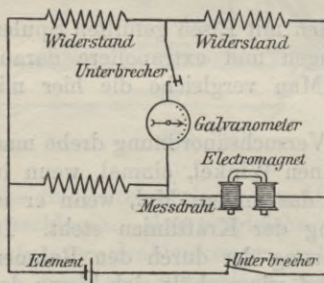 Widerstand Widerstand
Unterbrecher
Galvanometer
Electromagnet
Messdraht
Element Unterbrecher